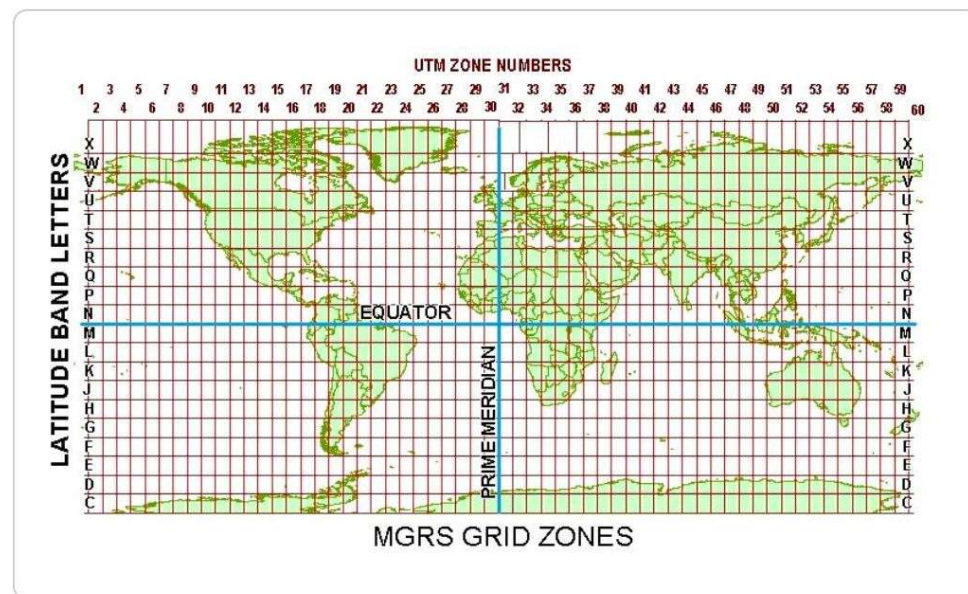 UTM ZONE NUMBERS
1 3 5 7 9 11 13 15 17 19 21 23 25 27 29 31 33 35 37 39 41 43 45 47 49 51 53 55 57 59
2 4 6 8 10 12 14 16 18 20 22 24 26 28 30 32 34 36 38 40 42 44 46 48 50 52 54 56 58 60
LATITUDE BAND LETTERS
X X
W W
V V
U U
T T
S S
R R
Q Q
P P
N N
EQUATOR
M M
L L
K K
J J
H H
G G
F F
E E
D D
C C
PRIME MERIDIAN
MGRS GRID ZONES